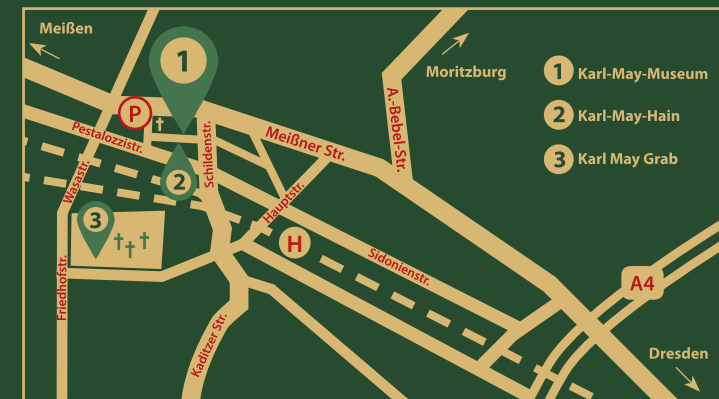 Meißen
Moritzburg
1
1 Karl-May-Museum
2 Karl-May-Hain
3 Karl May Grab
P
A.-Bebel-Str.
Pestalozzistr.
Meißner Str.
Schildenstr.
Wasastr.
2
Hauptstr.
3
H
Sidonienstr.
Friedhofstr.
A4
Kaditzer Str.
Dresden